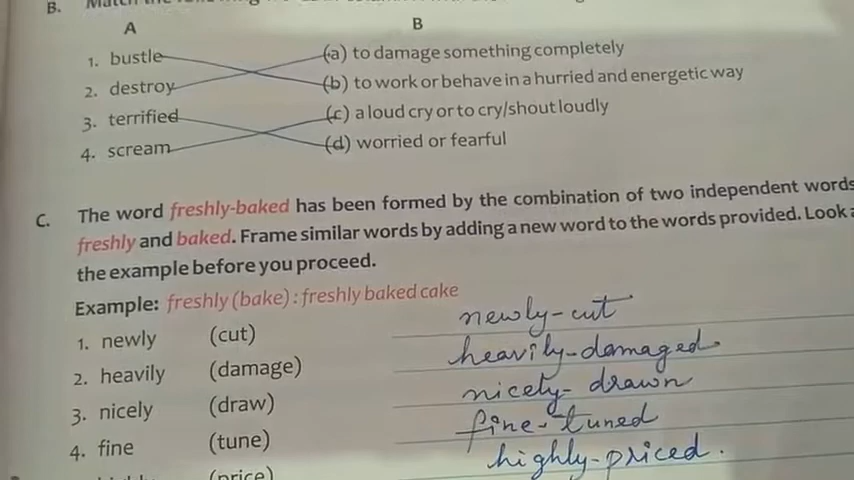 B.
A B
1. bustle (a) to damage something completely
2. destroy (b) to work or behave in a hurried and energetic way
3. terrified (c) a loud cry or to cry/shout loudly
4. scream (d) worried or fearful
C. The word freshly-baked has been formed by the combination of two independent words
freshly and baked. Frame similar words by adding a new word to the words provided. Look
the example before you proceed.
Example: freshly (bake) : freshly baked cake
1. newly (cut) newly-cut
2. heavily (damage) heavily-damaged.
3. nicely (draw) nicely-drawn
4. fine (tune) fine-tuned
(price) highly-priced.